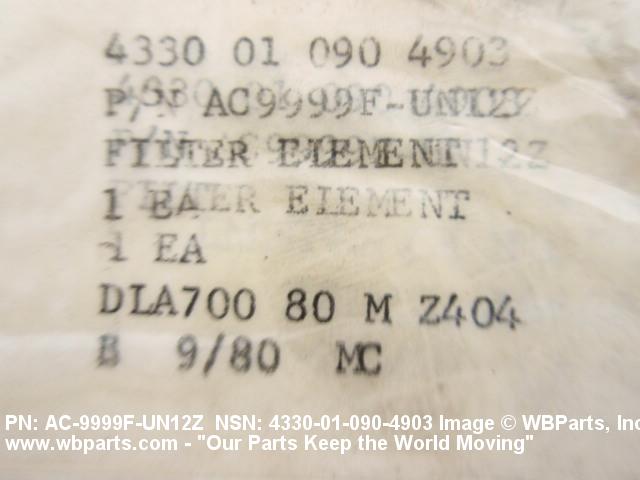 4330 01 090 4903
P/N AC9999F-UN12Z
FILTER ELEMENT
1 EA
FILTER ELEMENT
1 EA
DLA700 80 M Z404
B 9/80 MC
PN: AC-9999F-UN12Z NSN: 4330-01-090-4903 Image © WBParts, Inc
www.wbparts.com - "Our Parts Keep the World Moving"